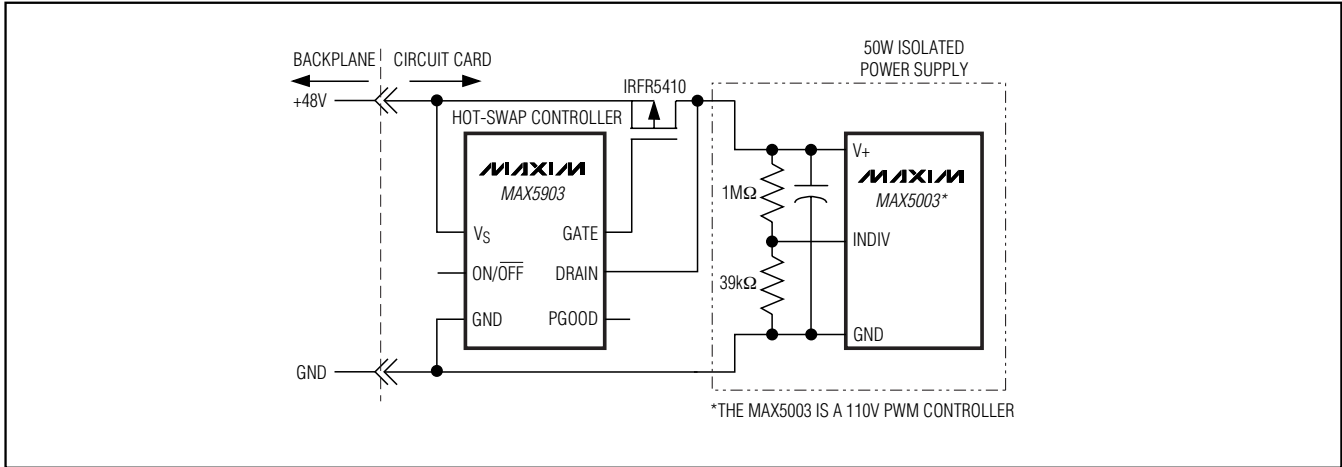 50W ISOLATED
POWER SUPPLY
BACKPLANE
CIRCUIT CARD
IRFR5410
+48V
HOT-SWAP CONTROLLER
MAXIM
MAX5903
VS
GATE
ON/OFF
DRAIN
GND
PGOOD
GND
1MΩ
39kΩ
V+
MAXIM
MAX5003*
INDIV
GND
*THE MAX5003 IS A 110V PWM CONTROLLER